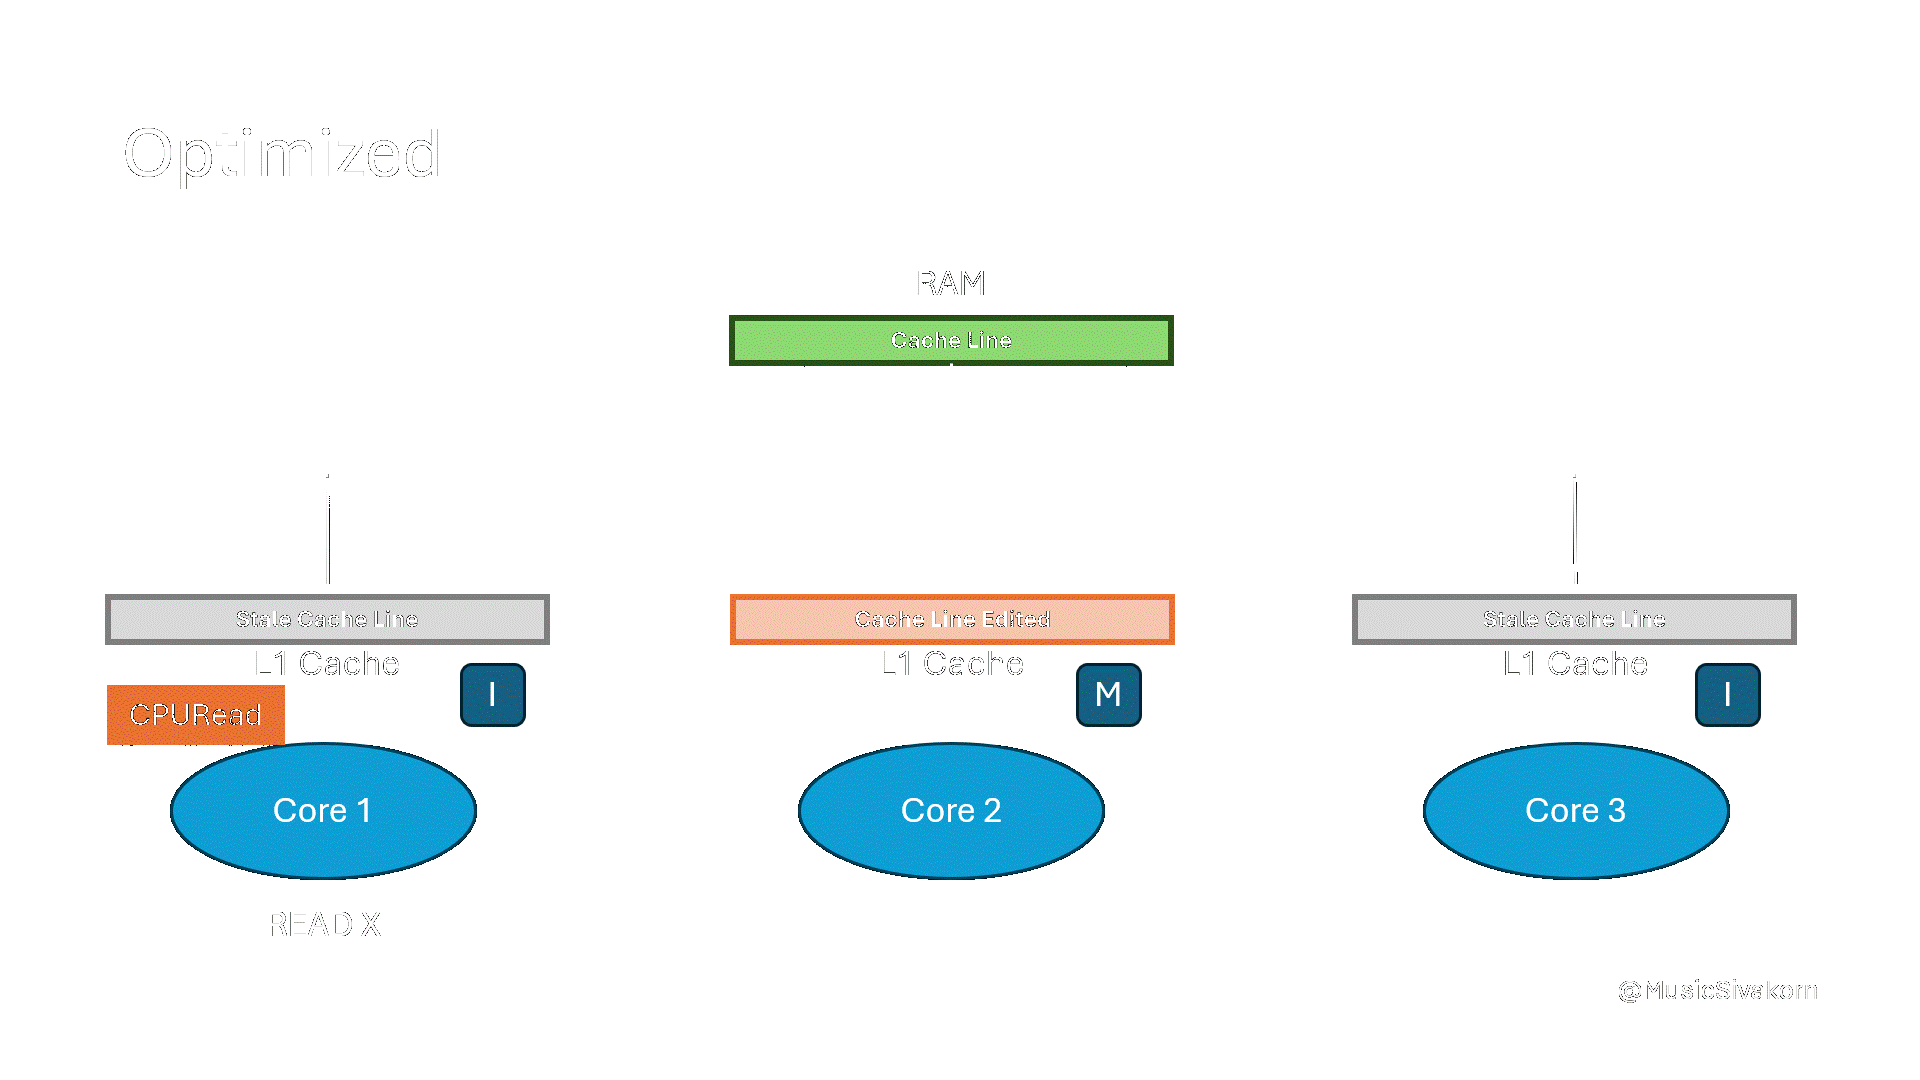 Optimized
RAM
Cache Line
Stale Cache Line
Cache Line Edited
Stale Cache Line
L1 Cache
L1 Cache
L1 Cache
I
M
I
CPURead
Core 1
Core 2
Core 3
READ X
@MusicSivakorn